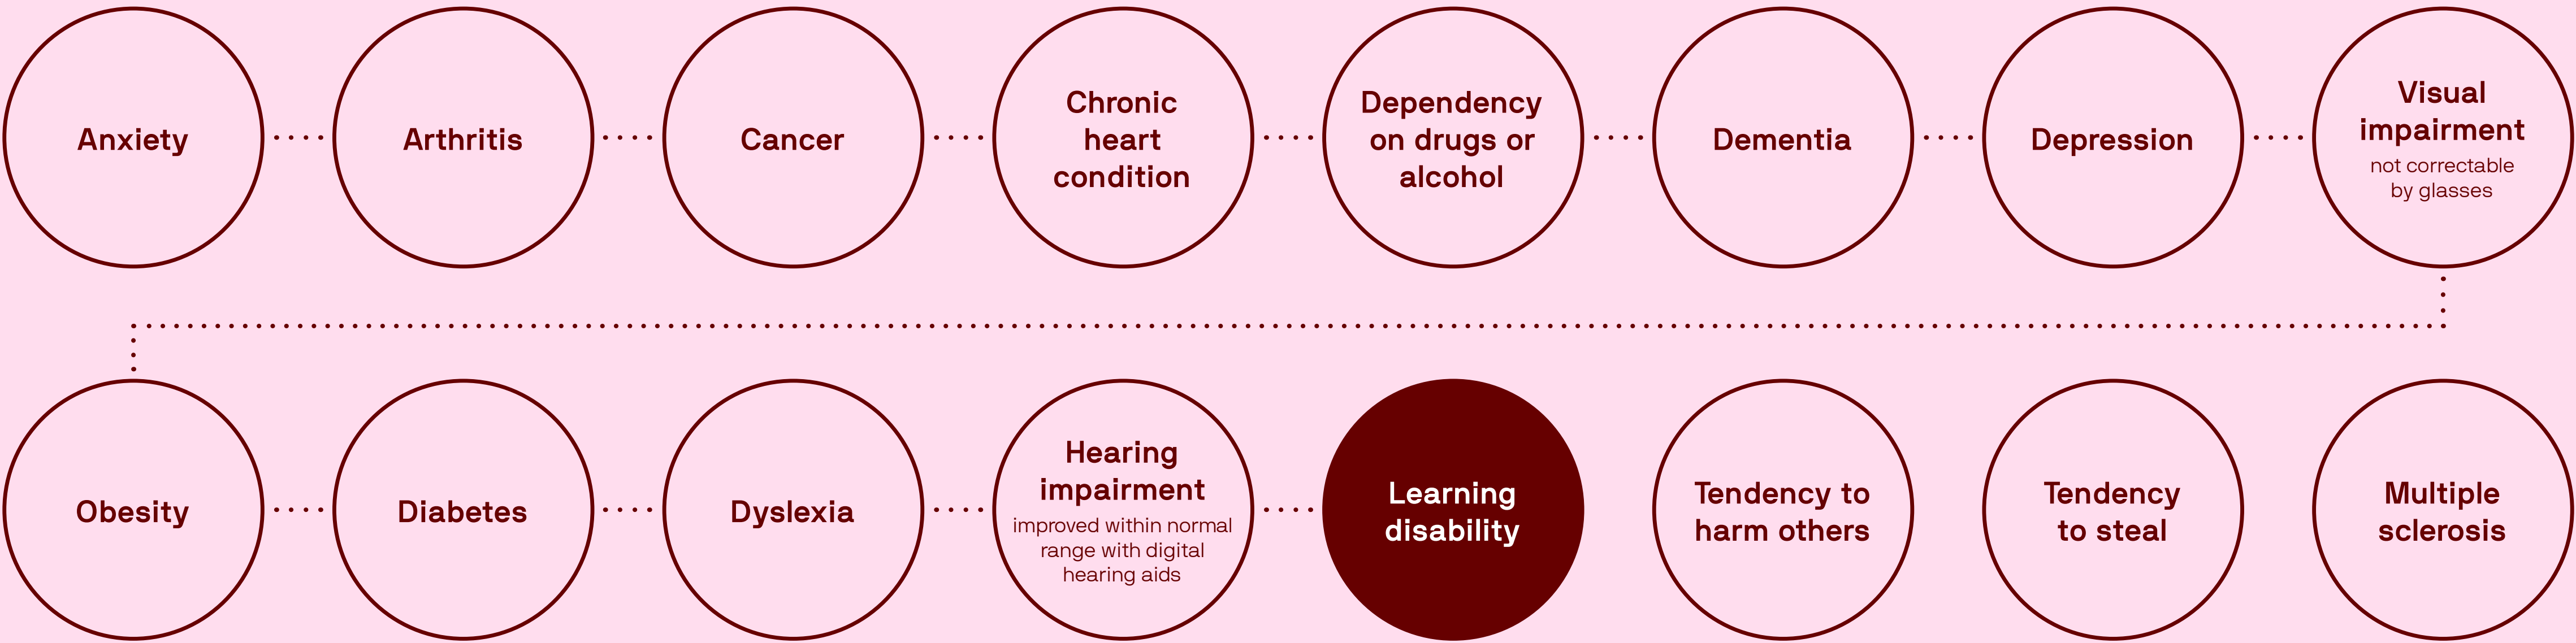 Anxiety
Arthritis
Cancer
Chronic
heart
condition
Dependency
on drugs or
alcohol
Dementia
Depression
Visual
impairment
not correctable
by glasses
Obesity
Diabetes
Dyslexia
Hearing
impairment
improved within normal
range with digital
hearing aids
Learning
disability
Tendency to
harm others
Tendency
to steal
Multiple
sclerosis